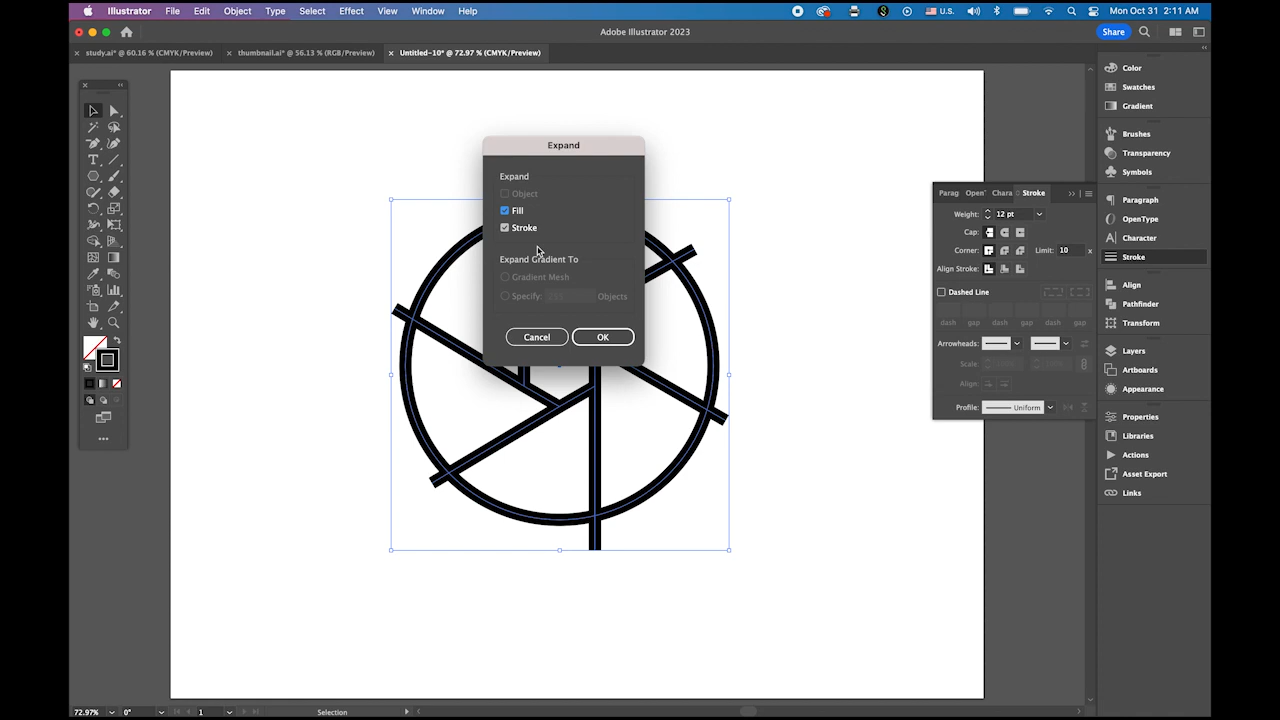 Illustrator File Edit Object Type Select Effect View Window Help U.S. Mon Oct 31 2:11 AM
Adobe Illustrator 2023
Share
study.ai* @ 60.16 % (CMYK/Preview)
thumbnail.ai* @ 56.13 % (RGB/Preview)
Untitled-10* @ 72.97 % (CMYK/Preview)
Expand
Expand
Object
Fill
Stroke
Expand Gradient To
Gradient Mesh
Specify: Objects
Cancel OK
Parag Open Chara Stroke
Weight: 12 pt
Cap:
Corner: Limit: 10 x
Align Stroke:
Dashed Line
dash gap dash gap dash gap
Arrowheads:
Scale:
Align:
Profile: Uniform
Color
Swatches
Gradient
Brushes
Transparency
Symbols
Paragraph
OpenType
Character
Stroke
Align
Pathfinder
Transform
Layers
Artboards
Appearance
Properties
Libraries
Actions
Asset Export
Links
72.97% 0° 1 Selection